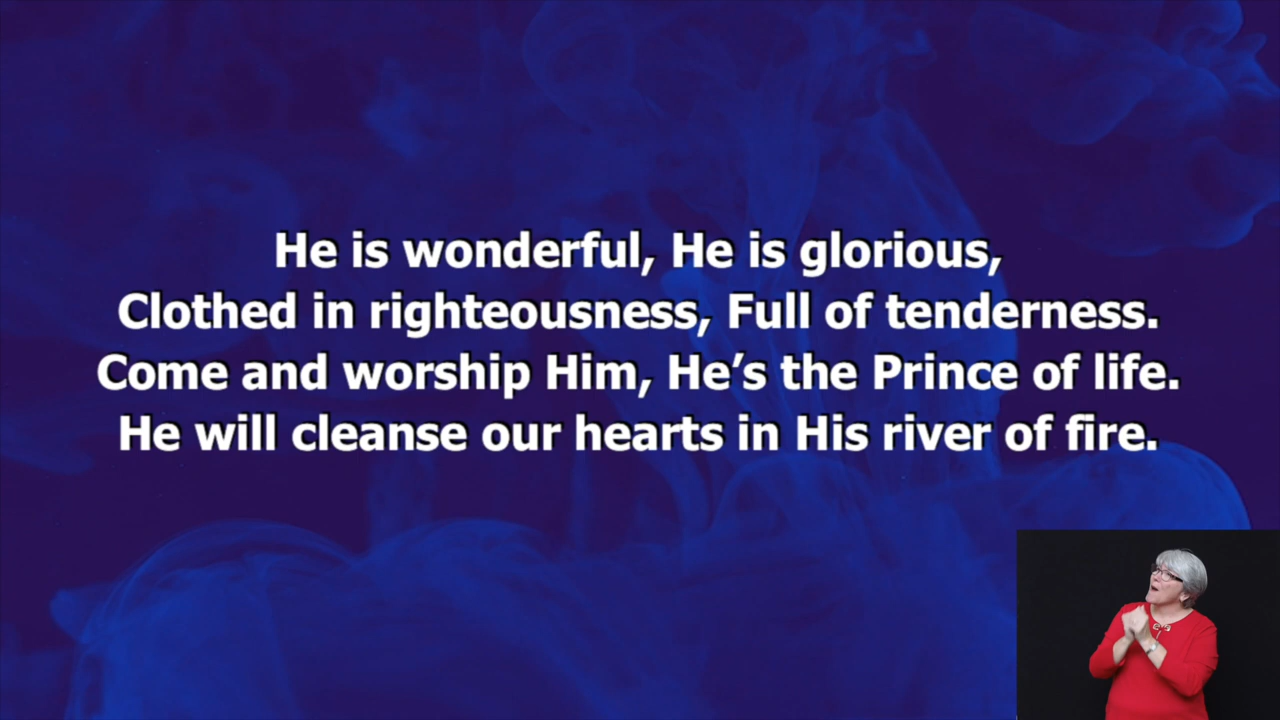 He is wonderful, He is glorious,
Clothed in righteousness, Full of tenderness.
Come and worship Him, He’s the Prince of life.
He will cleanse our hearts in His river of fire.